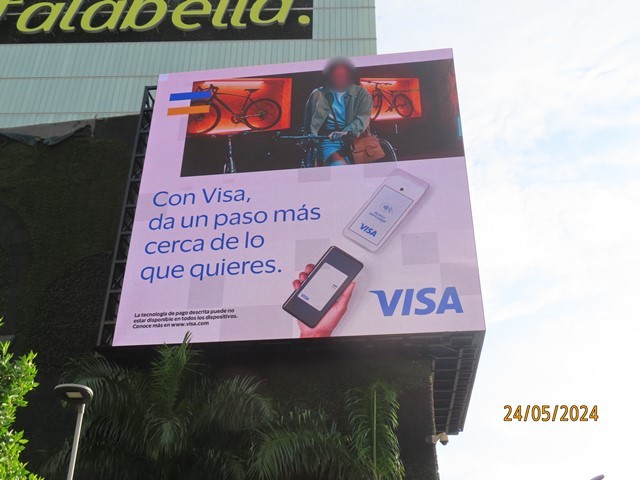 falabella.
Con Visa,
da un paso más
cerca de lo
que quieres.
VISA
VISA
VISA
La tecnología de pago descrita puede no
estar disponible en todos los dispositivos.
Conoce más en www.visa.com
24/05/2024